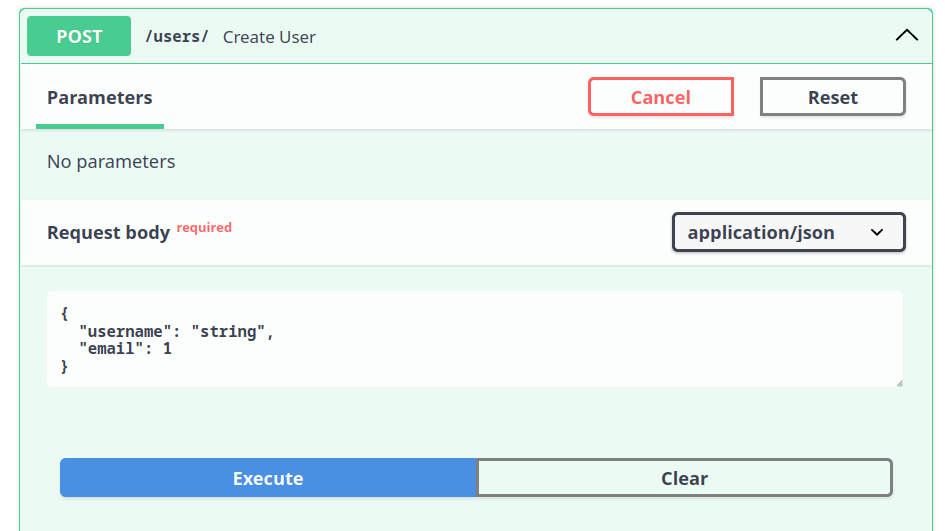 POST /users/ Create User
Parameters Cancel Reset
No parameters
Request body required application/json
{
  "username": "string",
  "email": 1
}
Execute Clear